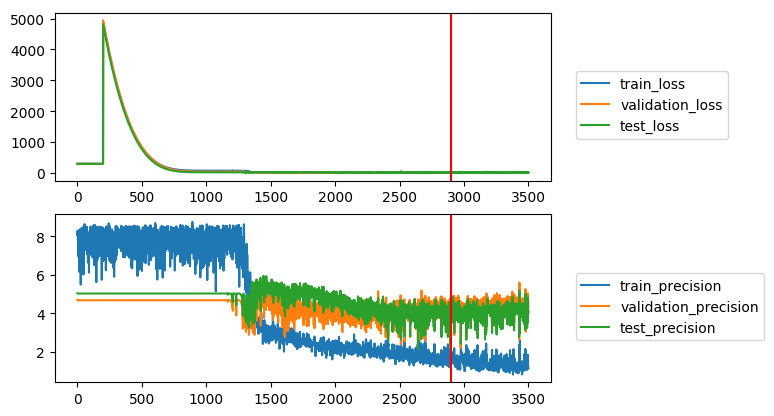 5000
4000
3000
2000
1000
0
0 500 1000 1500 2000 2500 3000 3500
train_loss
validation_loss
test_loss
8
6
4
2
0 500 1000 1500 2000 2500 3000 3500
train_precision
validation_precision
test_precision